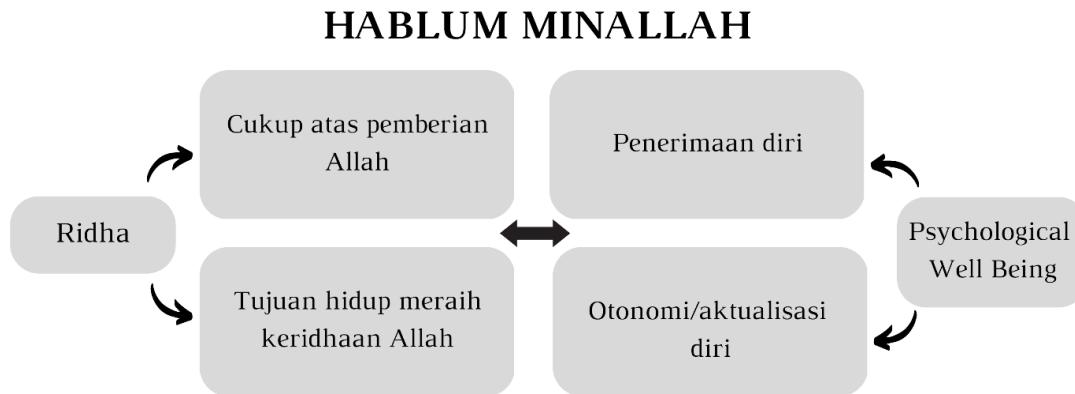 HABLUM MINALLAH
Cukup atas pemberian
Allah
Penerimaan diri
Ridha
Psychological
Well Being
Tujuan hidup meraih
keridhaan Allah
Otonomi/aktualisasi
diri